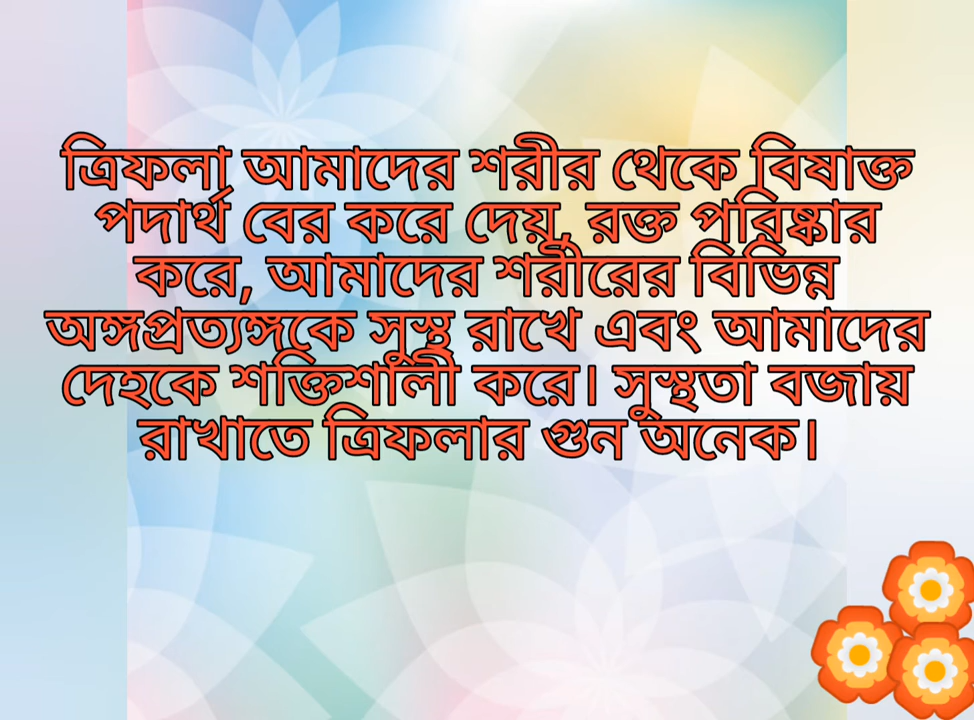 ত্রিফলা আমাদের শরীর থেকে বিষাক্ত
পদার্থ বের করে দেয়, রক্ত পরিষ্কার
করে, আমাদের শরীরের বিভিন্ন
অঙ্গপ্রত্যঙ্গকে সুস্থ রাখে এবং আমাদের
দেহকে শক্তিশালী করে। সুস্থতা বজায়
রাখাতে ত্রিফলার গুন অনেক।